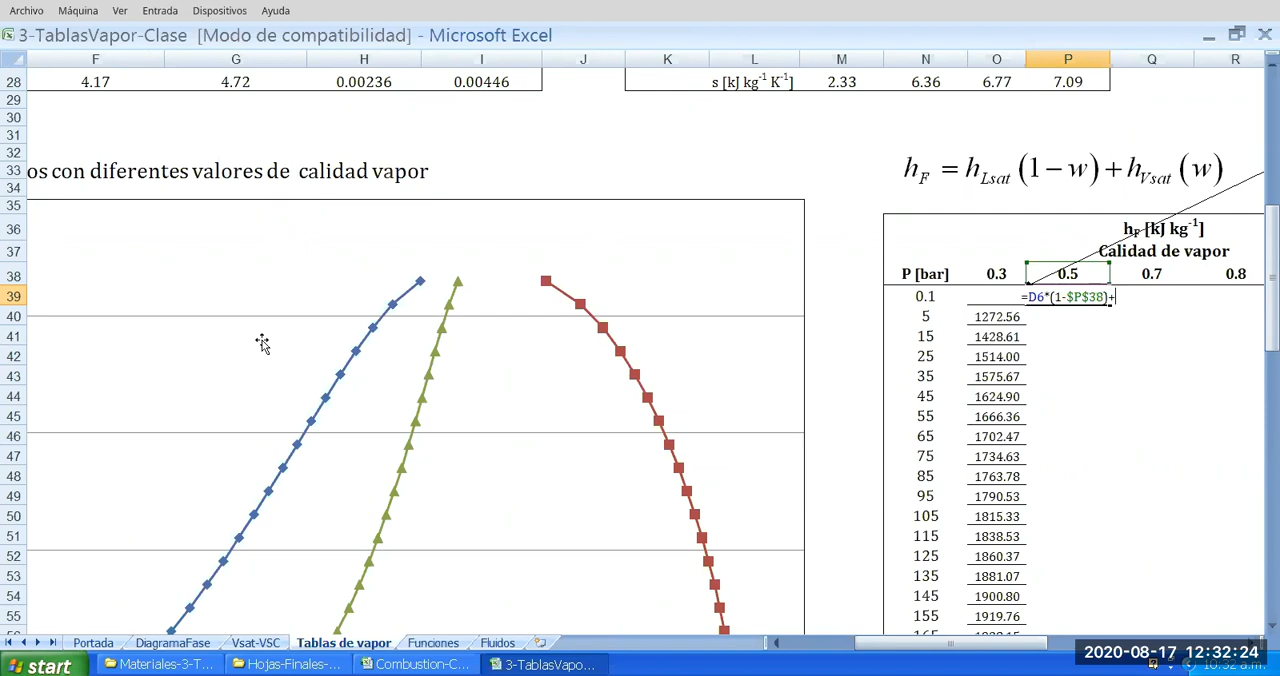 Archivo Máquina Ver Entrada Dispositivos Ayuda
3-TablasVapor-Clase [Modo de compatibilidad] - Microsoft Excel
F G H I J K L M N O P Q R
28 4.17 4.72 0.00236 0.00446 s [kJ kg-1 K-1] 2.33 6.36 6.77 7.09
29
30
31
32
33 os con diferentes valores de calidad vapor hF = hLsat (1 − w) + hVsat (w)
34
35
36 hF [kJ kg-1]
37 Calidad de vapor
38 P [bar] 0.3 0.5 0.7 0.8
39 0.1 =D6*(1-$P$38)+
40 5 1272.56
41 15 1428.61
42 25 1514.00
43 35 1575.67
44 45 1624.90
45 55 1666.36
46 65 1702.47
47 75 1734.63
48 85 1763.78
49 95 1790.53
50 105 1815.33
51 115 1838.53
52 125 1860.37
53 135 1881.07
54 145 1900.80
55 155 1919.76
Portada DiagramaFase Vsat-VSC Tablas de vapor Funciones Fluidos
2020-08-17 12:32:24
start Materiales-3-T... Hojas-Finales-... Combustion-C... 3-TablasVapo... 10:32 a.m.